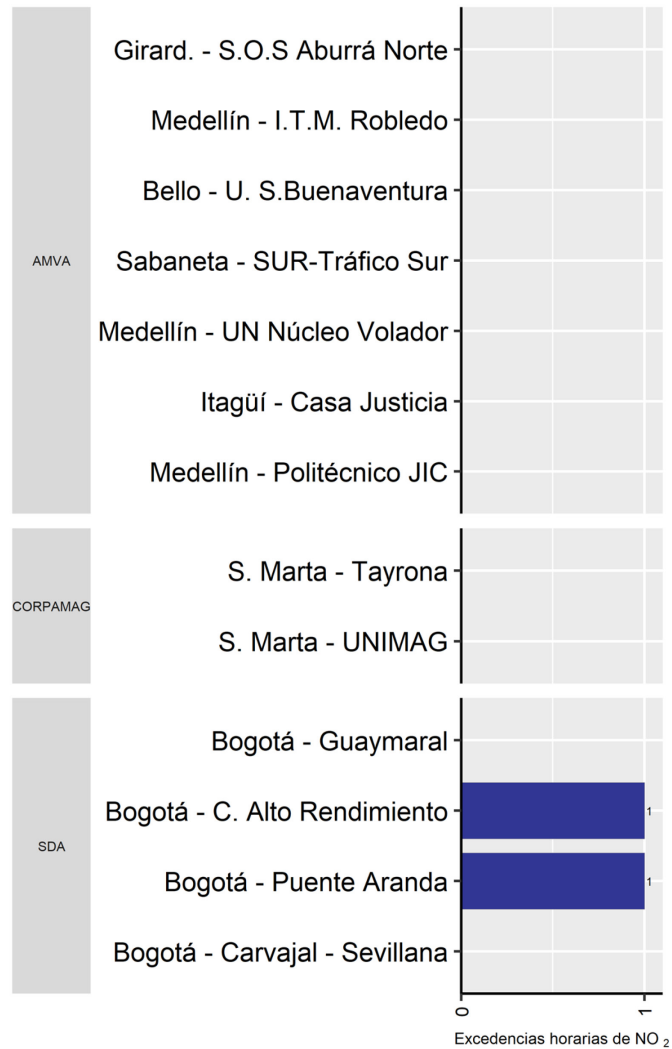 AMVA
Girard. - S.O.S Aburrá Norte
Medellín - I.T.M. Robledo
Bello - U. S.Buenaventura
Sabaneta - SUR-Tráfico Sur
Medellín - UN Núcleo Volador
Itagüí - Casa Justicia
Medellín - Politécnico JIC
CORPAMAG
S. Marta - Tayrona
S. Marta - UNIMAG
SDA
Bogotá - Guaymaral
Bogotá - C. Alto Rendimiento
1
Bogotá - Puente Aranda
1
Bogotá - Carvajal - Sevillana
0
1
Excedencias horarias de NO₂